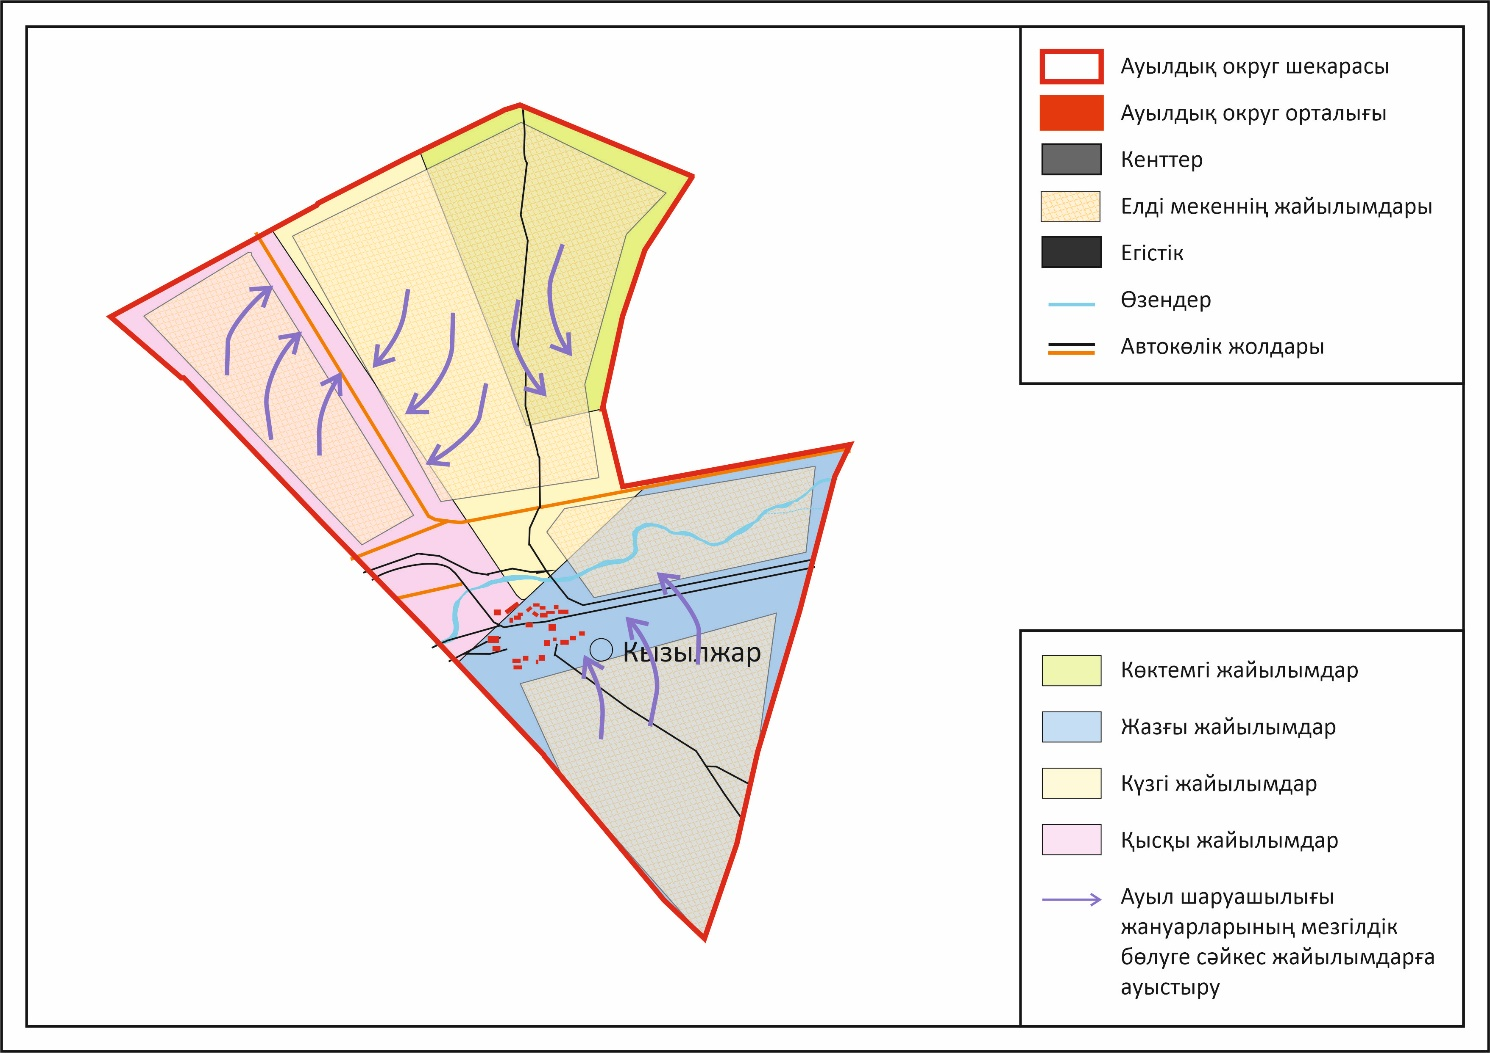 Ауылдық округ шекарасы
Ауылдық округ орталығы
Кенттер
Елді мекеннің жайылымдары
Егістік
Өзендер
Автокөлік жолдары
Кызылжар
Көктемгі жайылымдар
Жазғы жайылымдар
Күзгі жайылымдар
Қысқы жайылымдар
Ауыл шаруашылығы
жануарларының мезгілдік
бөлуге сәйкес жайылымдарға
ауыстыру